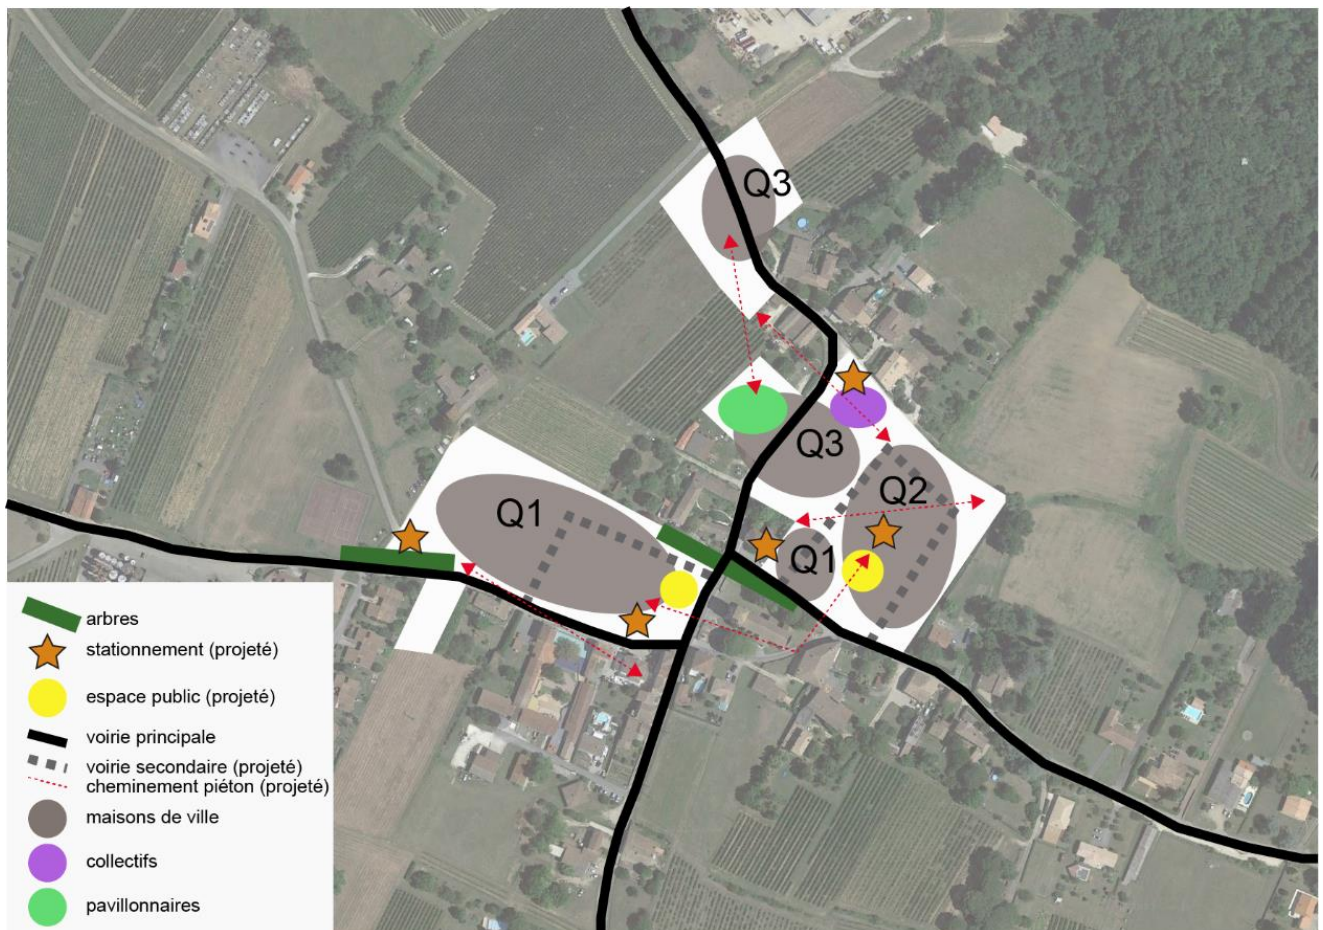 Q3
Q3
Q2
Q1
Q1
arbres
stationnement (projeté)
espace public (projeté)
voirie principale
voirie secondaire (projeté)
cheminement piéton (projeté)
maisons de ville
collectifs
pavillonnaires